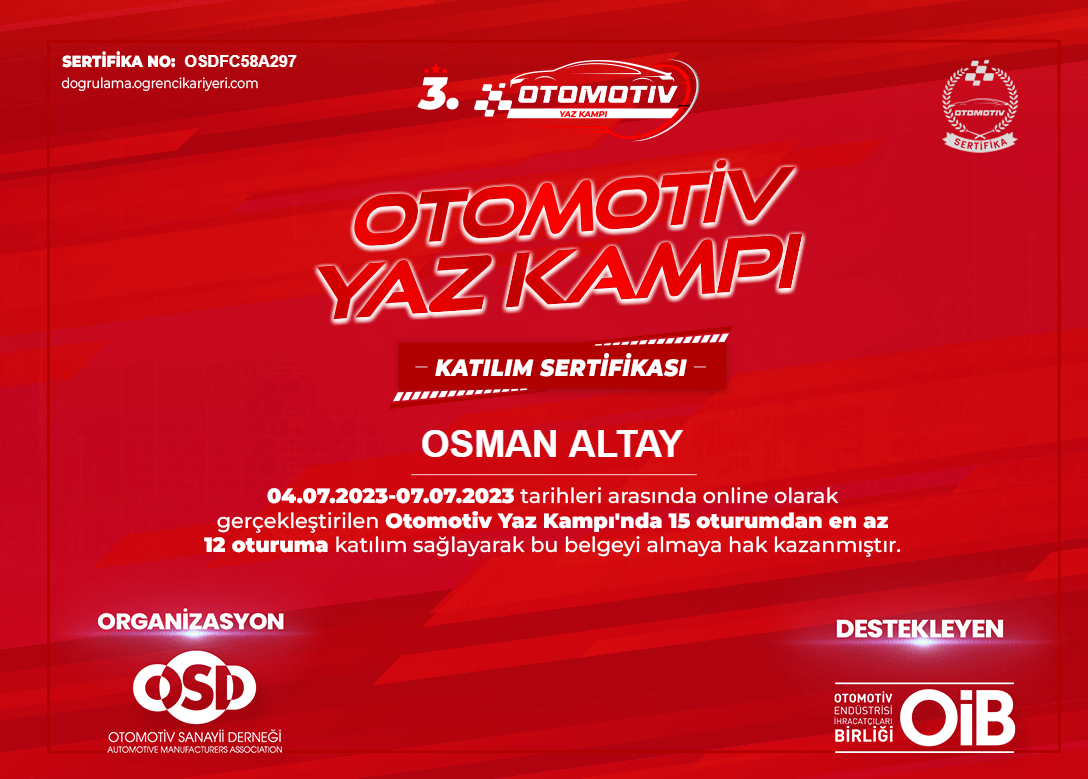 SERTİFİKA NO: OSDFC58A297
dogrulama.ogrencikariyeri.com
3. OTOMOTIV
YAZ KAMPI
OTOMOTIV
SERTİFİKA
OTOMOTİV
YAZ KAMPI
– KATILIM SERTİFİKASI –
OSMAN ALTAY
04.07.2023-07.07.2023 tarihleri arasında online olarak
gerçekleştirilen Otomotiv Yaz Kampı'nda 15 oturumdan en az
12 oturuma katılım sağlayarak bu belgeyi almaya hak kazanmıştır.
ORGANİZASYON
OSD
OTOMOTİV SANAYİİ DERNEĞİ
AUTOMOTIVE MANUFACTURERS ASSOCIATION
DESTEKLEYEN
OTOMOTİV
ENDÜSTRİSİ
İHRACATÇILARI
BİRLİĞİ
OİB